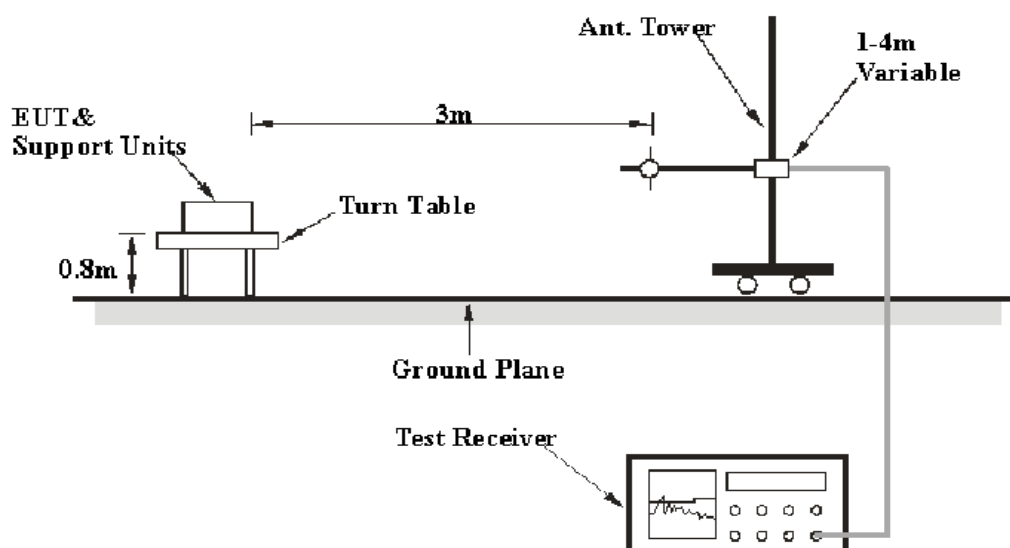 Ant. Tower
1-4m
Variable
EUT &
Support Units
3m
Turn Table
0.8m
Ground Plane
Test Receiver